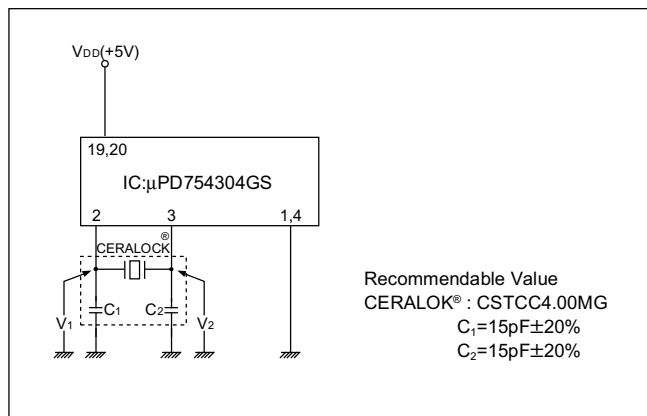 VDD(+5V)
19,20
IC:μPD754304GS
2 3 1,4
CERALOCK®
V1 C1 C2 V2
Recommendable Value
CERALOK® : CSTCC4.00MG
C1=15pF±20%
C2=15pF±20%